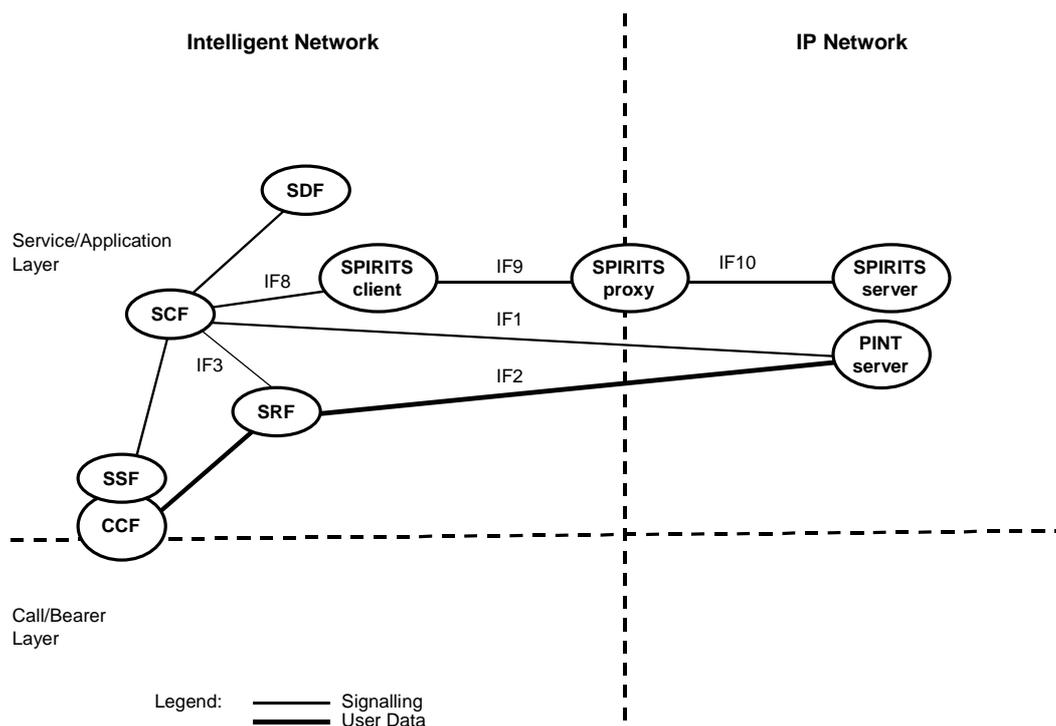 Intelligent Network
IP Network
SDF
Service/Application
Layer
SPIRITS
client
IF9
SPIRITS
proxy
IF10
SPIRITS
server
IF8
SCF
IF1
PINT
server
IF3
IF2
SRF
SSF
CCF
Call/Bearer
Layer
Legend:
Signalling
User Data